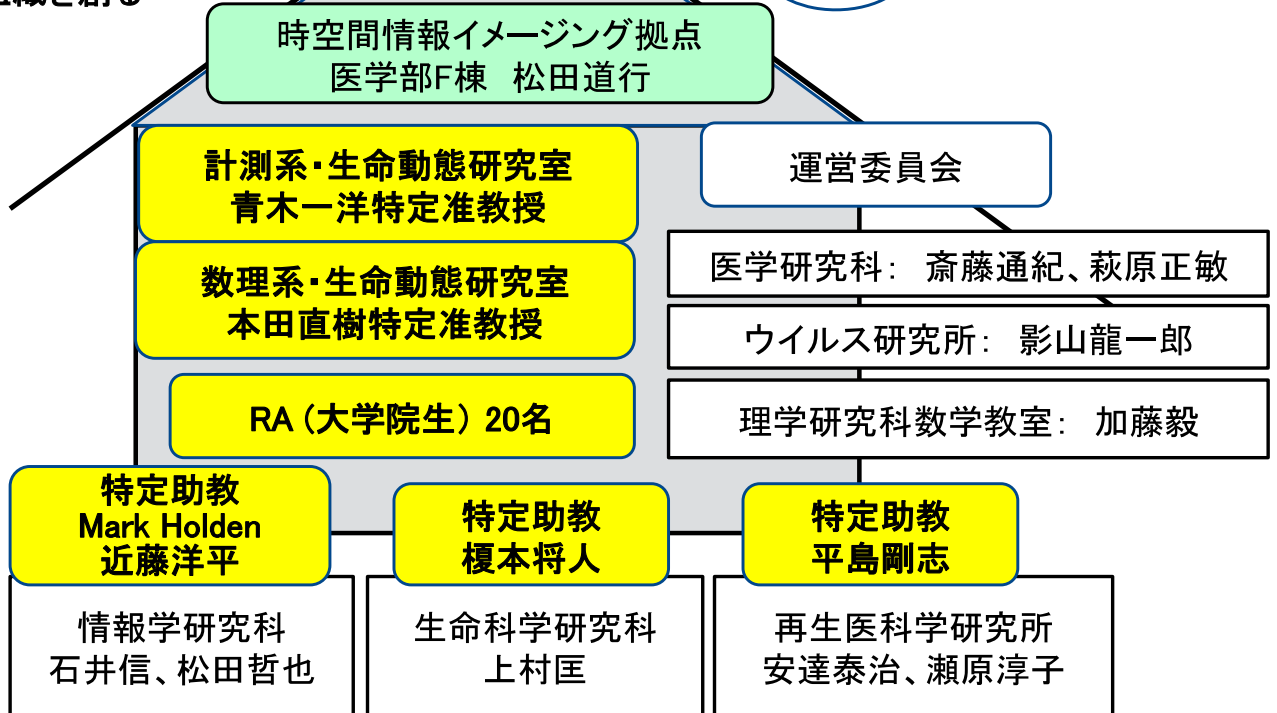 時空間情報イメージング拠点
医学部F棟　松田道行
計測系・生命動態研究室
青木一洋特定准教授
運営委員会
数理系・生命動態研究室
本田直樹特定准教授
医学研究科：　斎藤通紀、萩原正敏
ウイルス研究所：　影山龍一郎
RA（大学院生）20名
理学研究科数学教室：　加藤毅
特定助教
Mark Holden
近藤洋平
特定助教
榎本将人
特定助教
平島剛志
情報学研究科
石井信、松田哲也
生命科学研究科
上村匡
再生医科学研究所
安達泰治、瀬原淳子